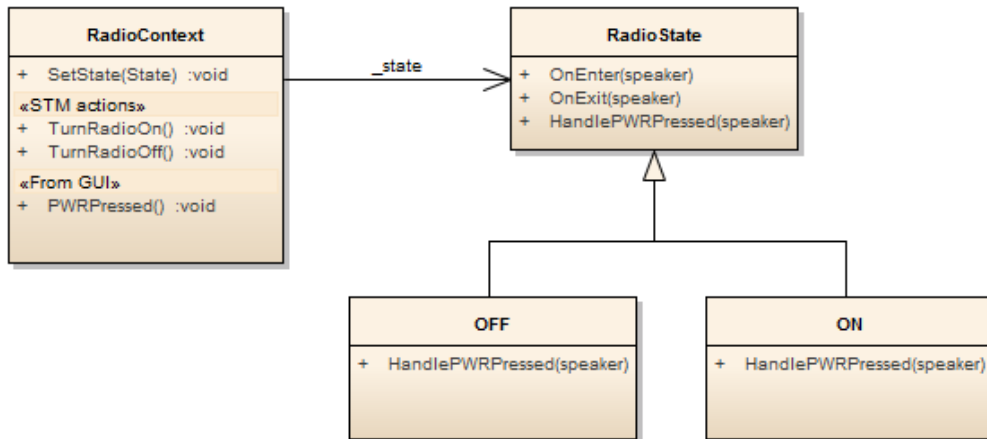 RadioContext
+ SetState(State) :void
«STM actions»
+ TurnRadioOn() :void
+ TurnRadioOff() :void
«From GUI»
+ PWRPressed() :void
_state
RadioState
+ OnEnter(speaker)
+ OnExit(speaker)
+ HandlePWRPressed(speaker)
OFF
+ HandlePWRPressed(speaker)
ON
+ HandlePWRPressed(speaker)